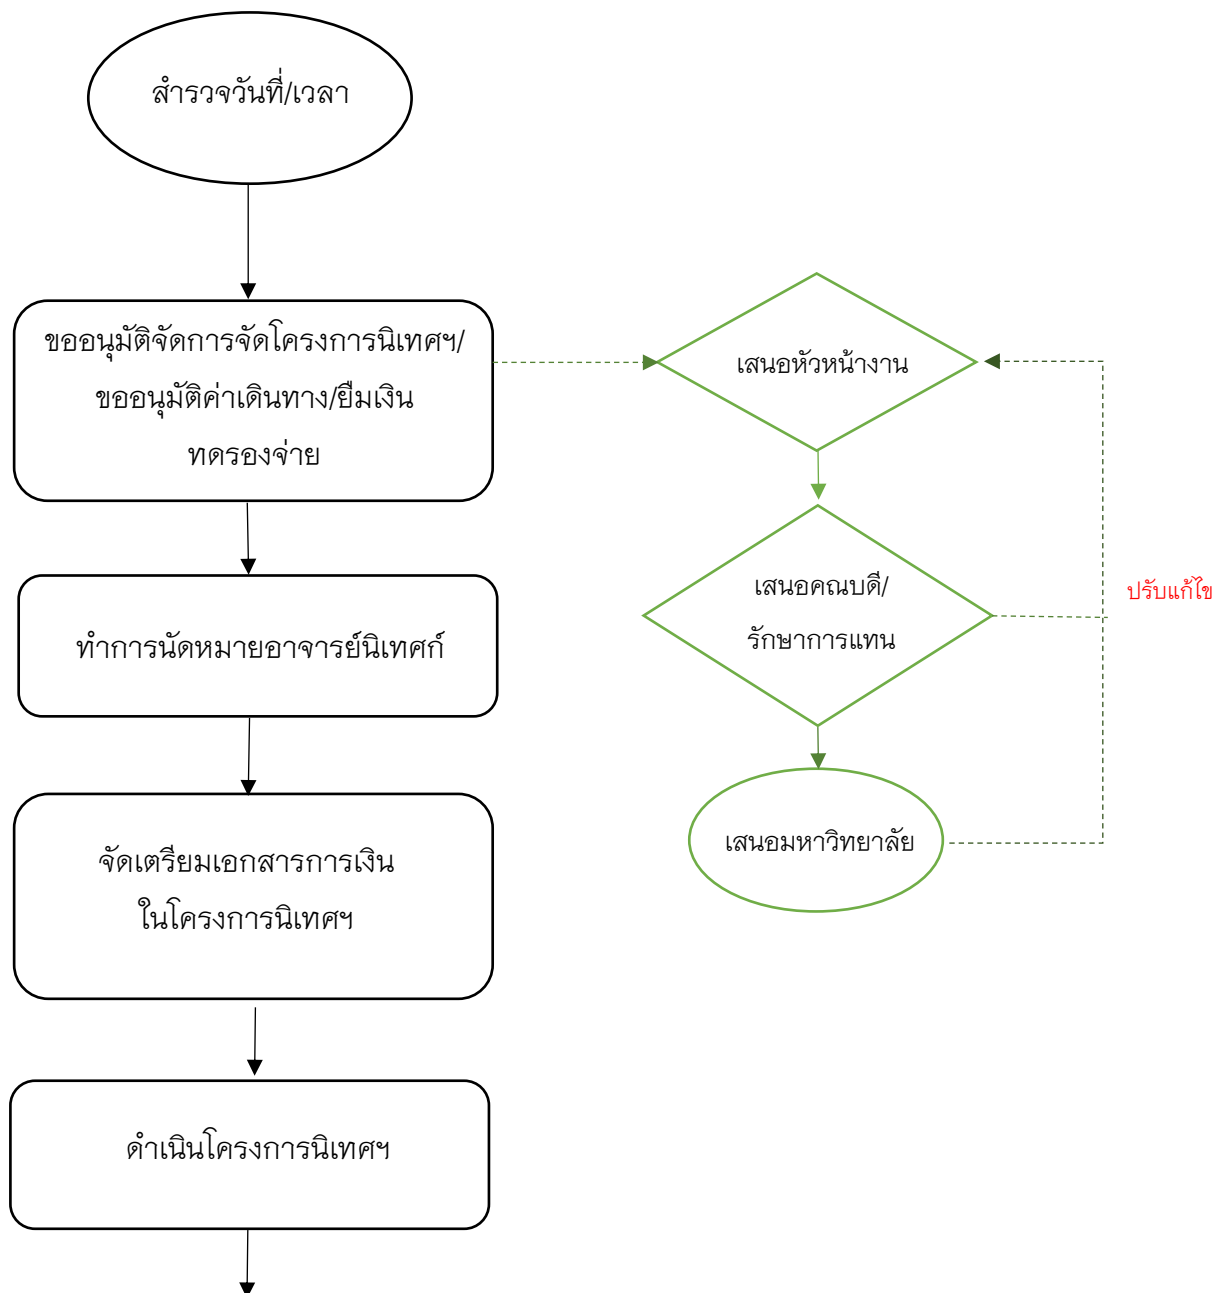 สำรวจวันที่/เวลา
ขออนุมัติจัดการจัดโครงการนิเทศฯ/
ขออนุมัติค่าเดินทาง/ยืมเงิน
ทดรองจ่าย
ทำการนัดหมายอาจารย์นิเทศก์
จัดเตรียมเอกสารการเงิน
ในโครงการนิเทศฯ
ดำเนินโครงการนิเทศฯ
เสนอหัวหน้างาน
เสนอคณบดี/
รักษาการแทน
เสนอมหาวิทยาลัย
ปรับแก้ไข